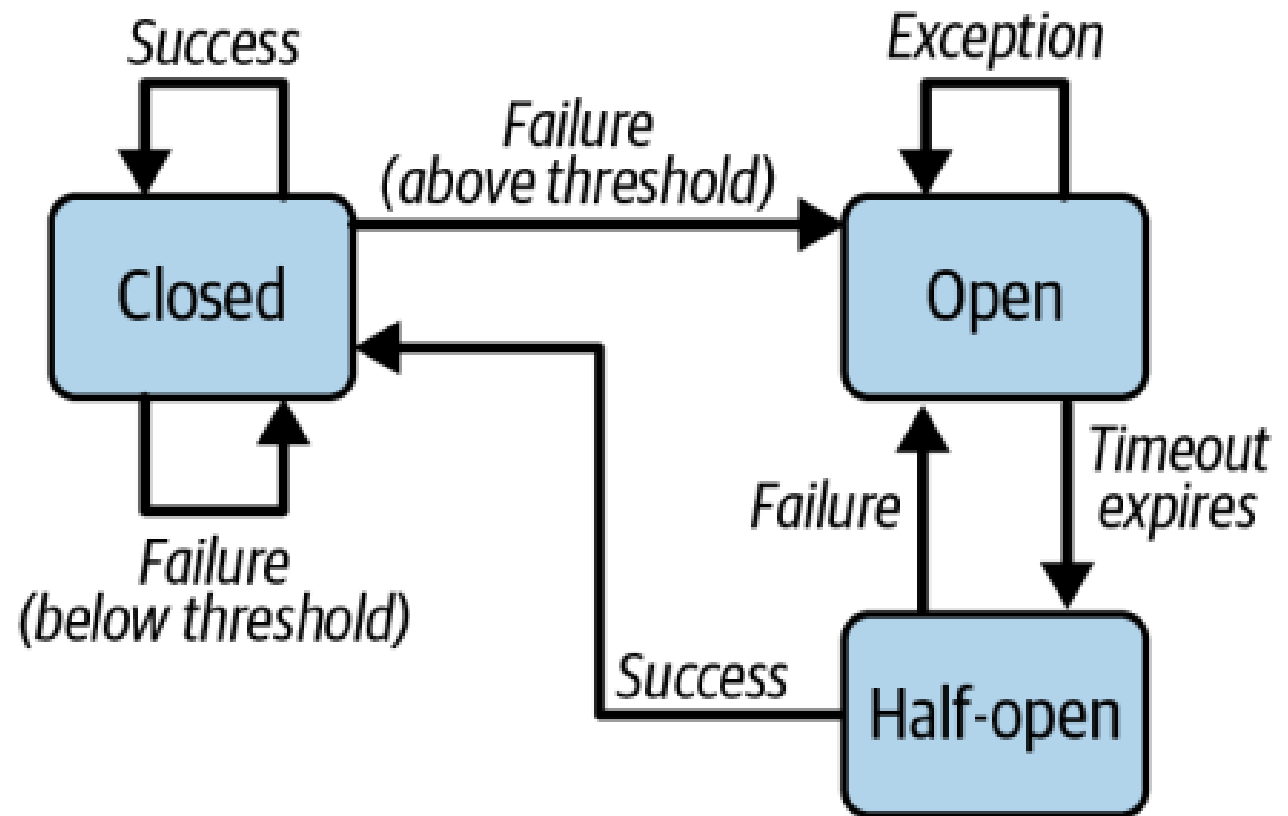 Success
Exception
Failure
(above threshold)
Closed
Open
Timeout
expires
Failure
Failure
(below threshold)
Success
Half-open